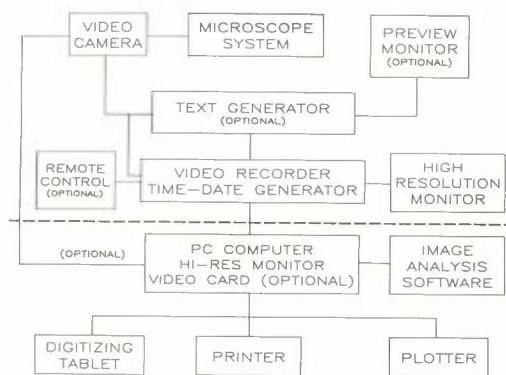 VIDEO
CAMERA
MICROSCOPE
SYSTEM
PREVIEW
MONITOR
(OPTIONAL)
TEXT GENERATOR
(OPTIONAL)
REMOTE
CONTROL
(OPTIONAL)
VIDEO RECORDER
TIME-DATE GENERATOR
HIGH
RESOLUTION
MONITOR
(OPTIONAL)
PC COMPUTER
HI-RES MONITOR
VIDEO CARD (OPTIONAL)
IMAGE
ANALYSIS
SOFTWARE
DIGITIZING
TABLET
PRINTER
PLOTTER